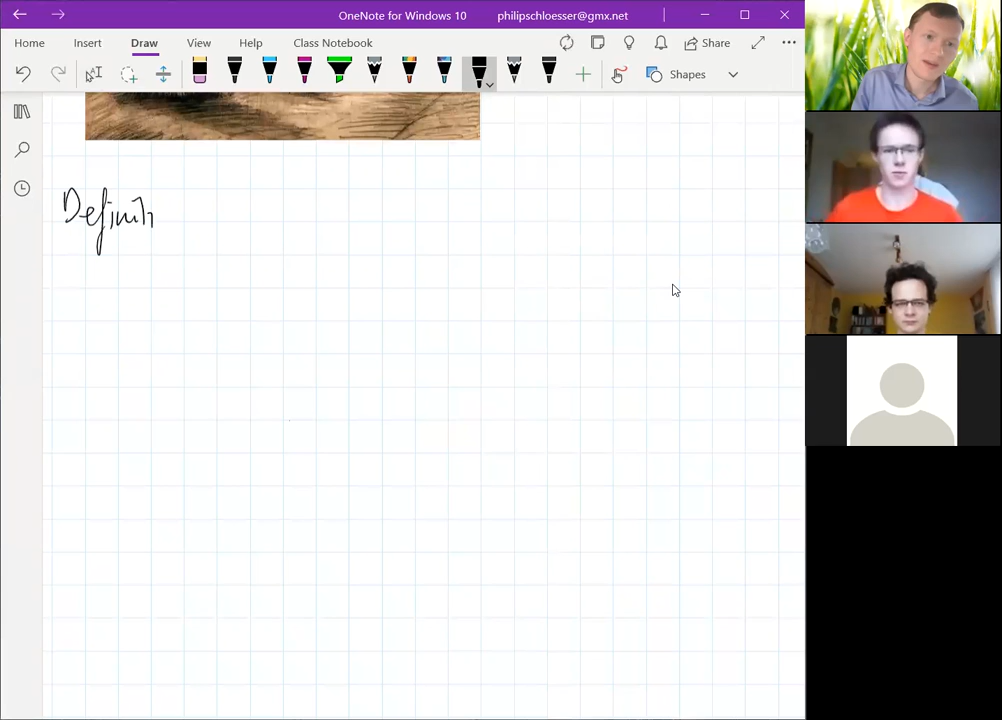 OneNote for Windows 10
philipschloesser@gmx.net
Home Insert Draw View Help Class Notebook
Share
Shapes
Definiti